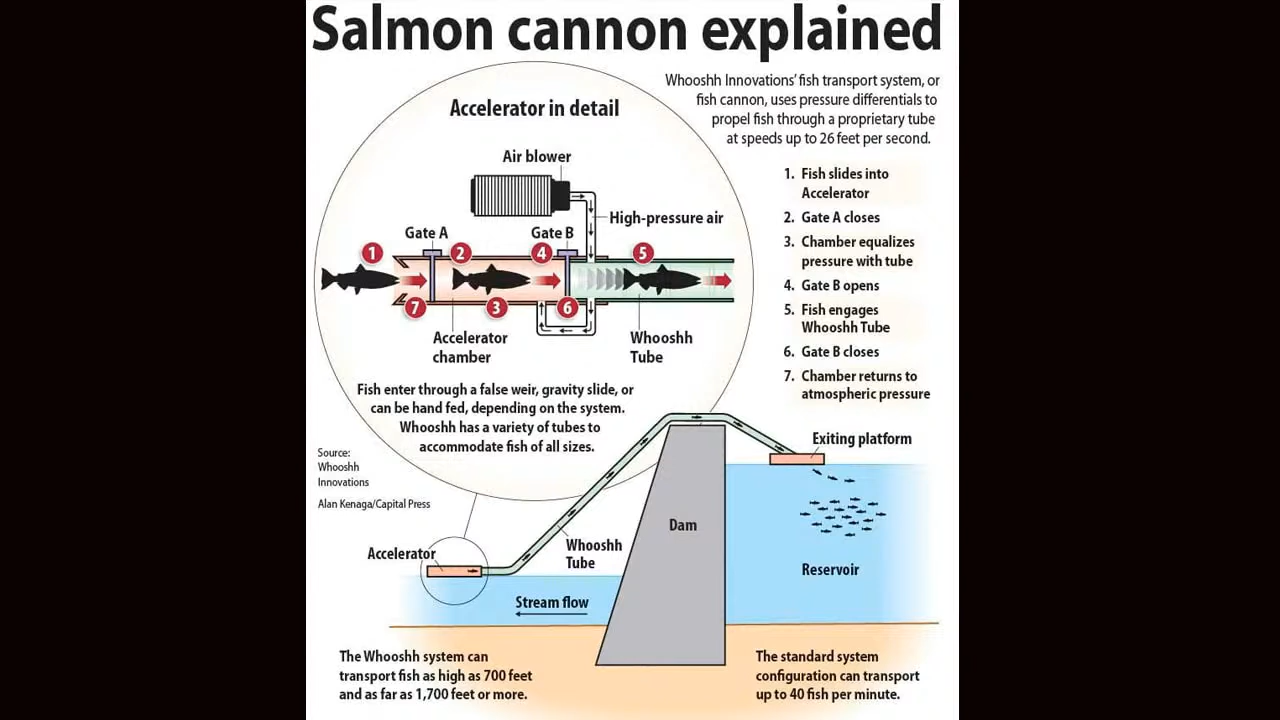 Salmon cannon explained
Whooshh Innovations' fish transport system, or
fish cannon, uses pressure differentials to
propel fish through a proprietary tube
at speeds up to 26 feet per second.
Accelerator in detail
Air blower
High-pressure air
Gate A
Gate B
1
2
4
5
7
3
6
Accelerator
chamber
Whooshh
Tube
Fish enter through a false weir, gravity slide, or
can be hand fed, depending on the system.
Whooshh has a variety of tubes to
accommodate fish of all sizes.
1. Fish slides into
Accelerator
2. Gate A closes
3. Chamber equalizes
pressure with tube
4. Gate B opens
5. Fish engages
Whooshh Tube
6. Gate B closes
7. Chamber returns to
atmospheric pressure
Source:
Whooshh
Innovations
Alan Kenaga/Capital Press
Exiting platform
Dam
Accelerator
Whooshh
Tube
Reservoir
Stream flow
The Whooshh system can
transport fish as high as 700 feet
and as far as 1,700 feet or more.
The standard system
configuration can transport
up to 40 fish per minute.